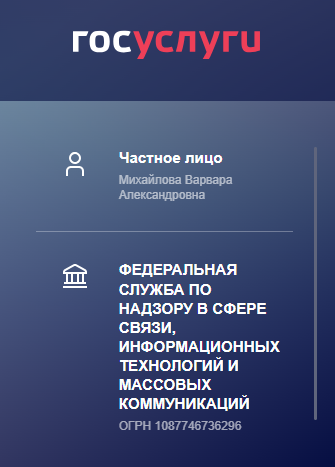 госуслуги
Частное лицо
Михайлова Варвара
Александровна
ФЕДЕРАЛЬНАЯ
СЛУЖБА ПО
НАДЗОРУ В СФЕРЕ
СВЯЗИ,
ИНФОРМАЦИОННЫХ
ТЕХНОЛОГИЙ И
МАССОВЫХ
КОММУНИКАЦИЙ
ОГРН 1087746736296